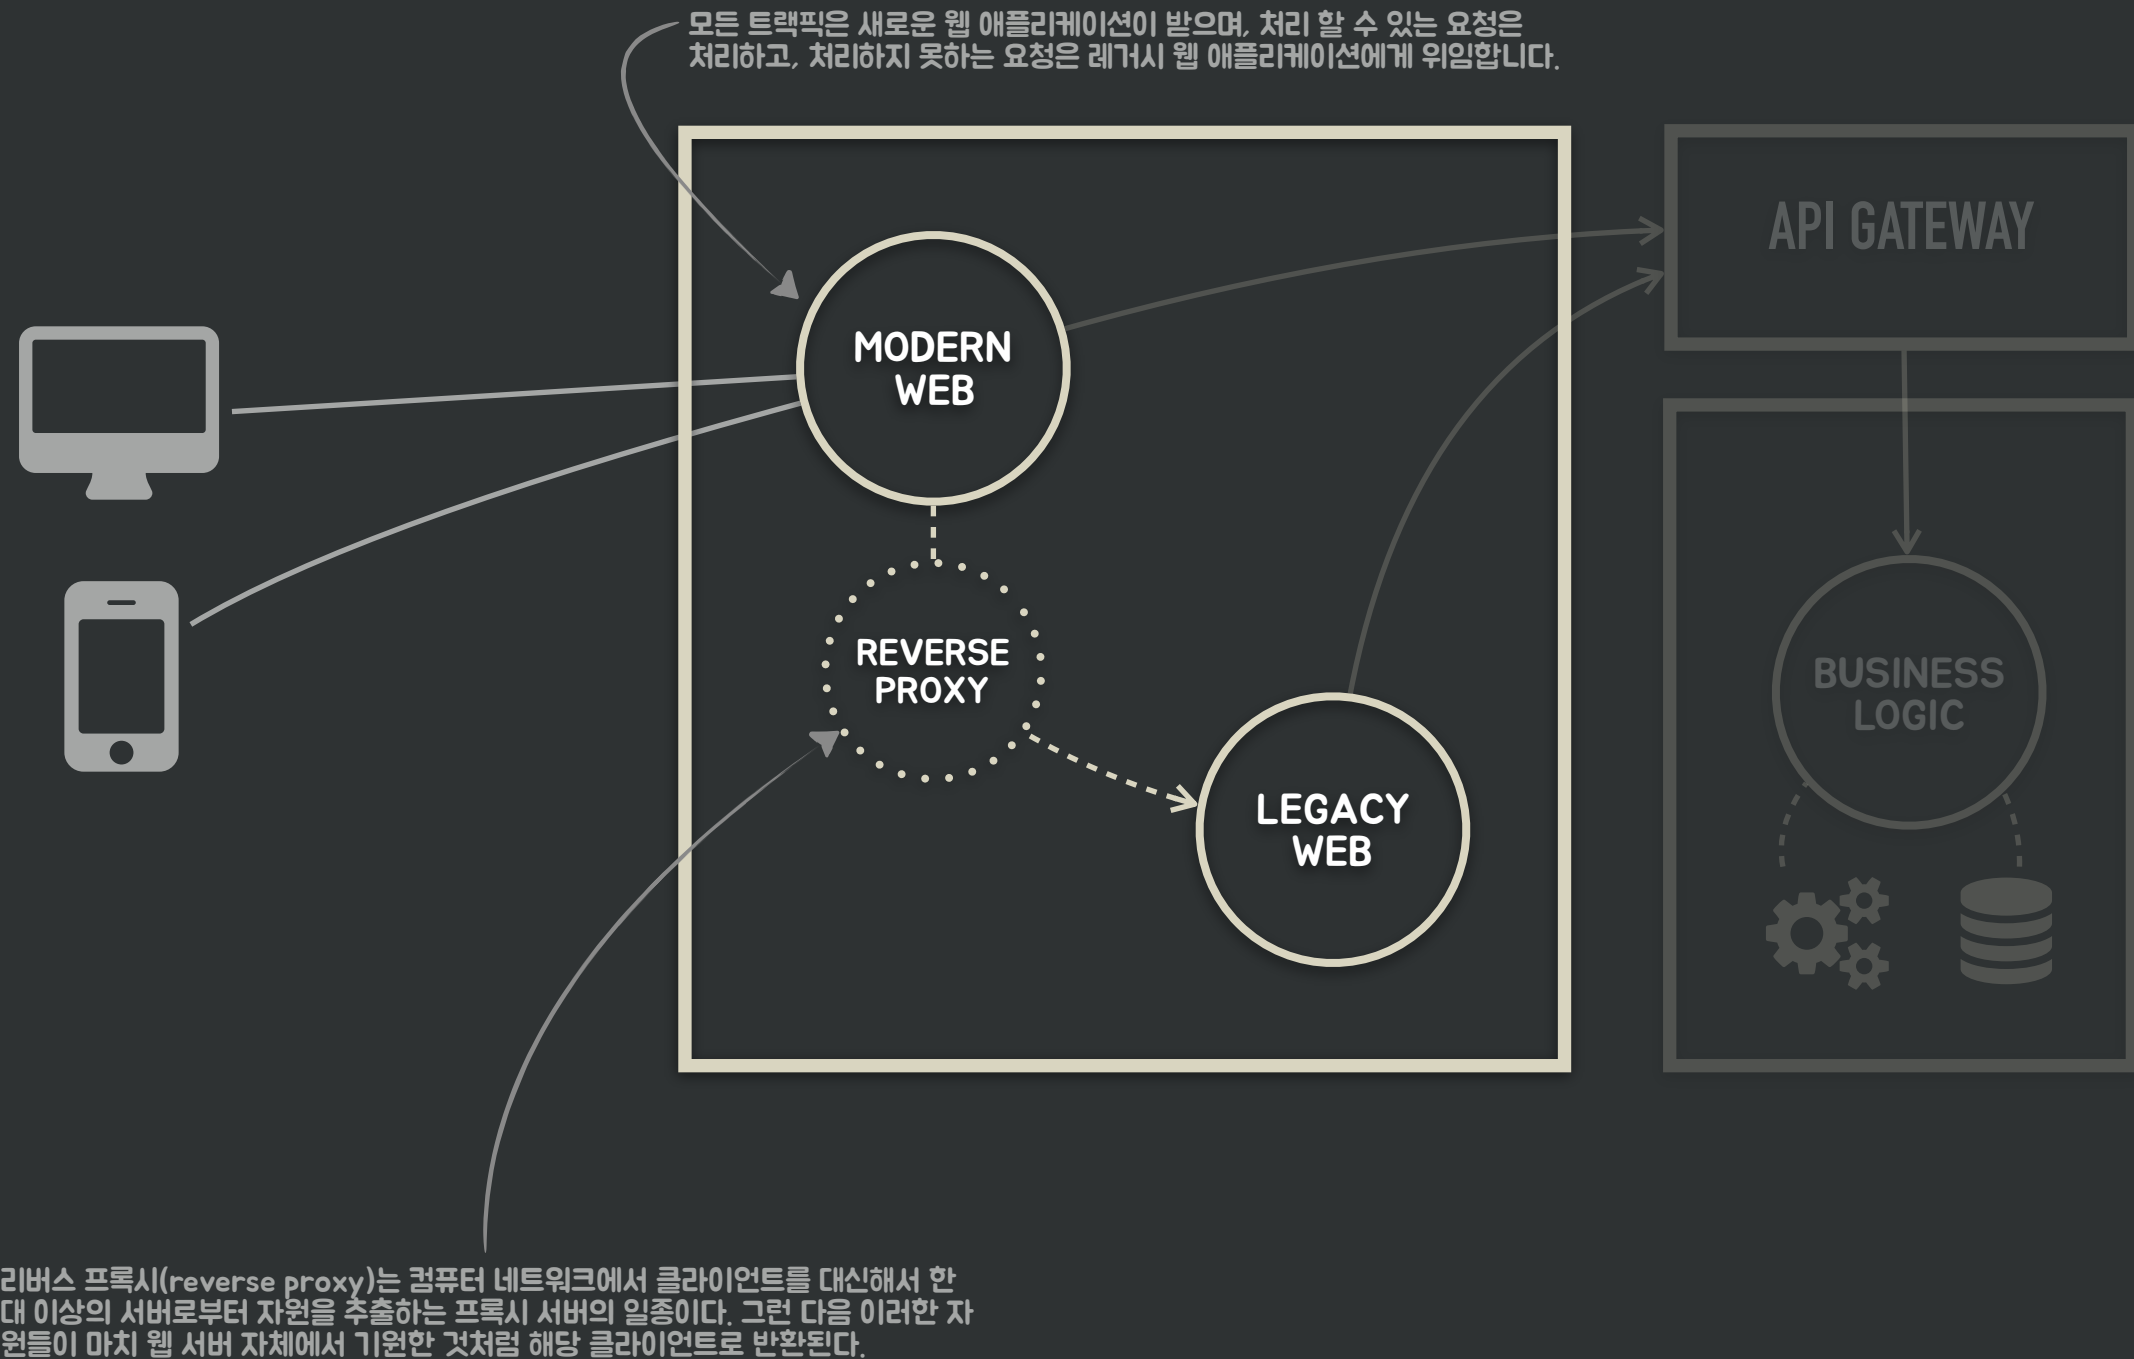 모든 트랙픽은 새로운 웹 애플리케이션이 받으며, 처리 할 수 있는 요청은
처리하고, 처리하지 못하는 요청은 레거시 웹 애플리케이션에게 위임합니다.
API GATEWAY
MODERN
WEB
REVERSE
PROXY
LEGACY
WEB
BUSINESS
LOGIC
리버스 프록시(reverse proxy)는 컴퓨터 네트워크에서 클라이언트를 대신해서 한
대 이상의 서버로부터 자원을 추출하는 프록시 서버의 일종이다. 그런 다음 이러한 자
원들이 마치 웹 서버 자체에서 기원한 것처럼 해당 클라이언트로 반환된다.